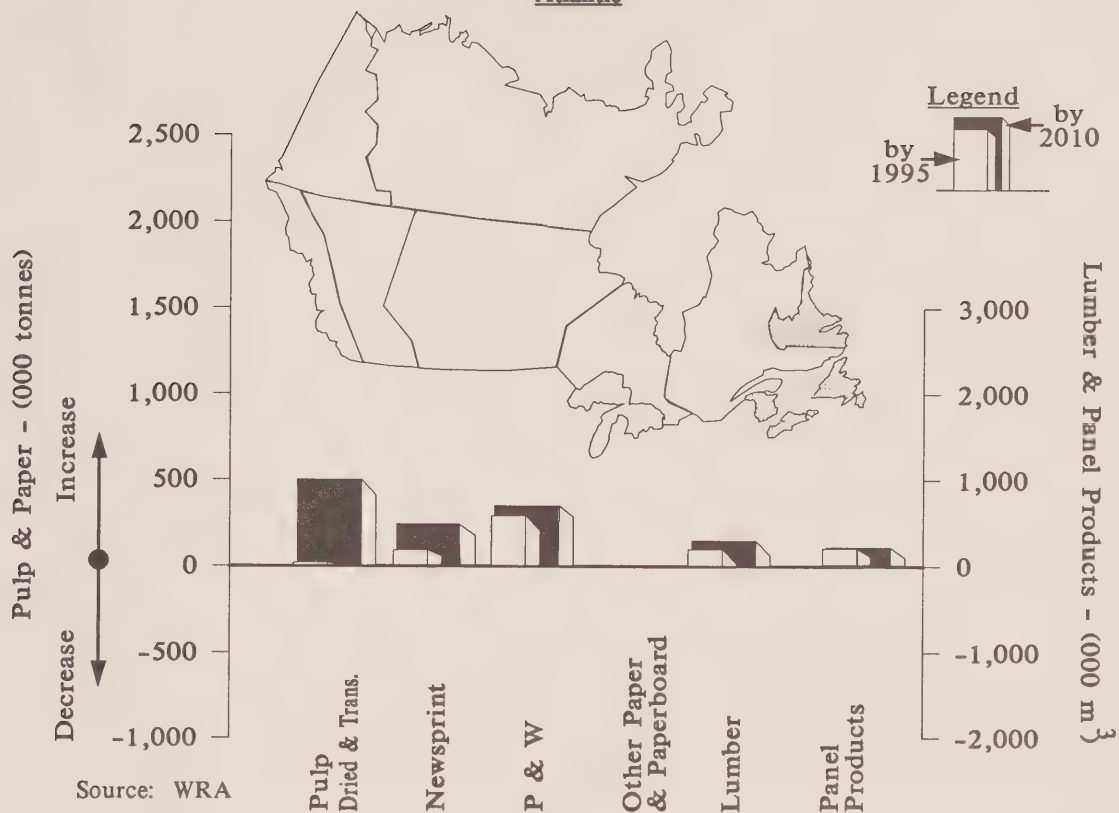 Legend
by
2010
by
1995
Pulp & Paper - (000 tonnes)
Increase
Decrease
2,500
2,000
1,500
1,000
500
0
-500
-1,000
Lumber & Panel Products - (000 m³)
3,000
2,000
1,000
0
-1,000
-2,000
Pulp
Dried & Trans.
Newsprint
P & W
Other Paper
& Paperboard
Lumber
Panel
Products
Source: WRA